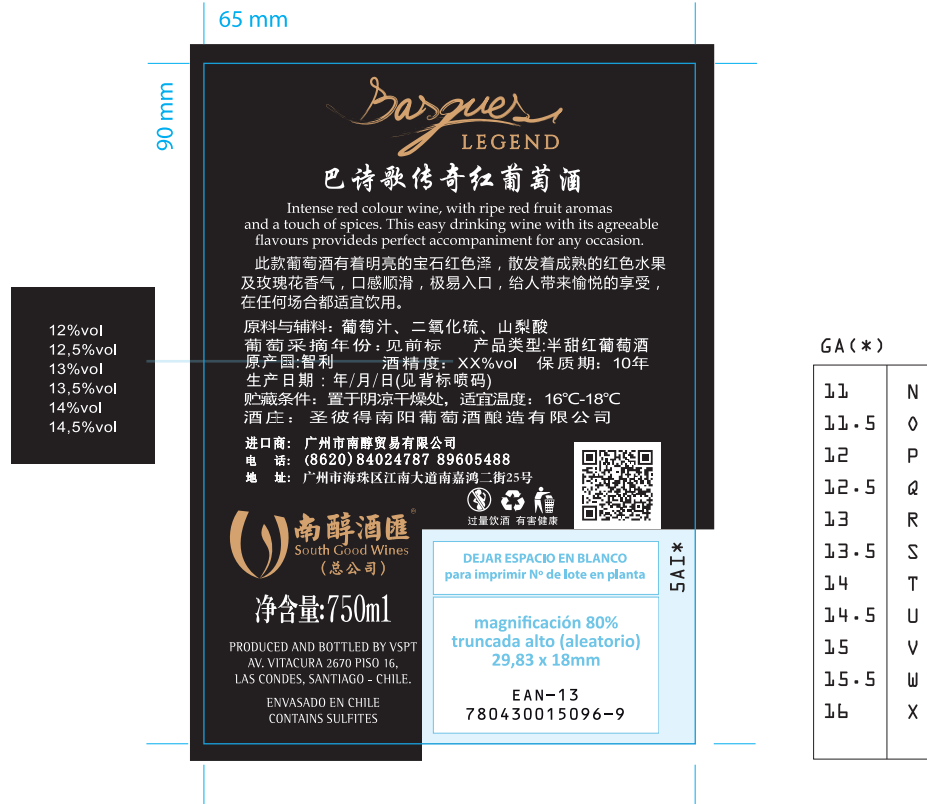 65 mm
90 mm
Basques
LEGEND
巴诗歌传奇红葡萄酒
Intense red colour wine, with ripe red fruit aromas
and a touch of spices. This easy drinking wine with its agreeable
flavours provideds perfect accompaniment for any occasion.
此款葡萄酒有着明亮的宝石红色泽，散发着成熟的红色水果
及玫瑰花香气，口感顺滑，极易入口，给人带来愉悦的享受，
在任何场合都适宜饮用。
原料与辅料：葡萄汁、二氧化硫、山梨酸
葡萄采摘年份：见前标 产品类型:半甜红葡萄酒
原产国:智利 酒精度：XX%vol 保质期：10年
生产日期：年/月/日(见背标喷码)
贮藏条件：置于阴凉干燥处，适宜温度：16°C-18°C
酒庄：圣彼得南阳葡萄酒酿造有限公司
进口商： 广州市南醇贸易有限公司
电 话： (8620)84024787 89605488
地 址： 广州市海珠区江南大道南嘉鸿二街25号
过量饮酒 有害健康
南醇酒匯®
South Good Wines
(总公司)
净含量:750ml
PRODUCED AND BOTTLED BY VSPT
AV. VITACURA 2670 PISO 16,
LAS CONDES, SANTIAGO - CHILE.
ENVASADO EN CHILE
CONTAINS SULFITES
DEJAR ESPACIO EN BLANCO
para imprimir Nº de lote en planta
5AI*
magnificación 80%
truncada alto (aleatorio)
29,83 x 18mm
EAN-13
780430015096-9
12%vol
12,5%vol
13%vol
13,5%vol
14%vol
14,5%vol
GA(*)
11 N
11.5 O
12 P
12.5 Q
13 R
13.5 S
14 T
14.5 U
15 V
15.5 W
16 X